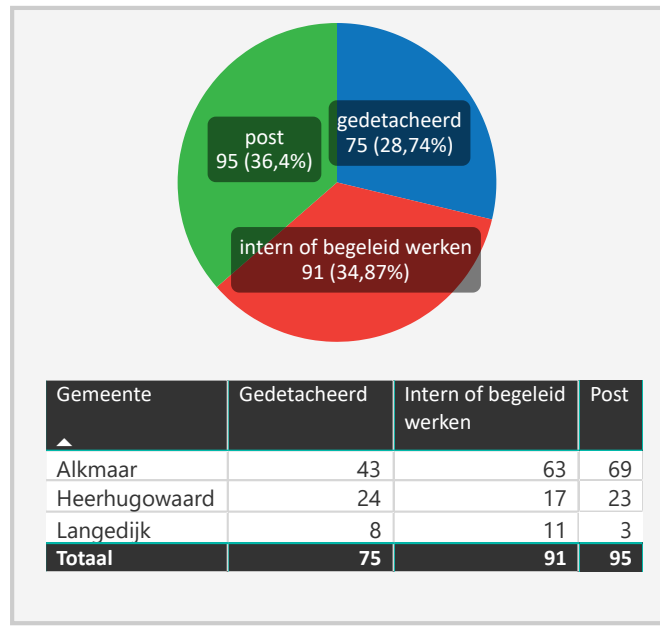 gedetacheerd
75 (28,74%)
post
95 (36,4%)
intern of begeleid werken
91 (34,87%)
Gemeente Gedetacheerd Intern of begeleid werken Post
Alkmaar 43 63 69
Heerhugowaard 24 17 23
Langedijk 8 11 3
Totaal 75 91 95